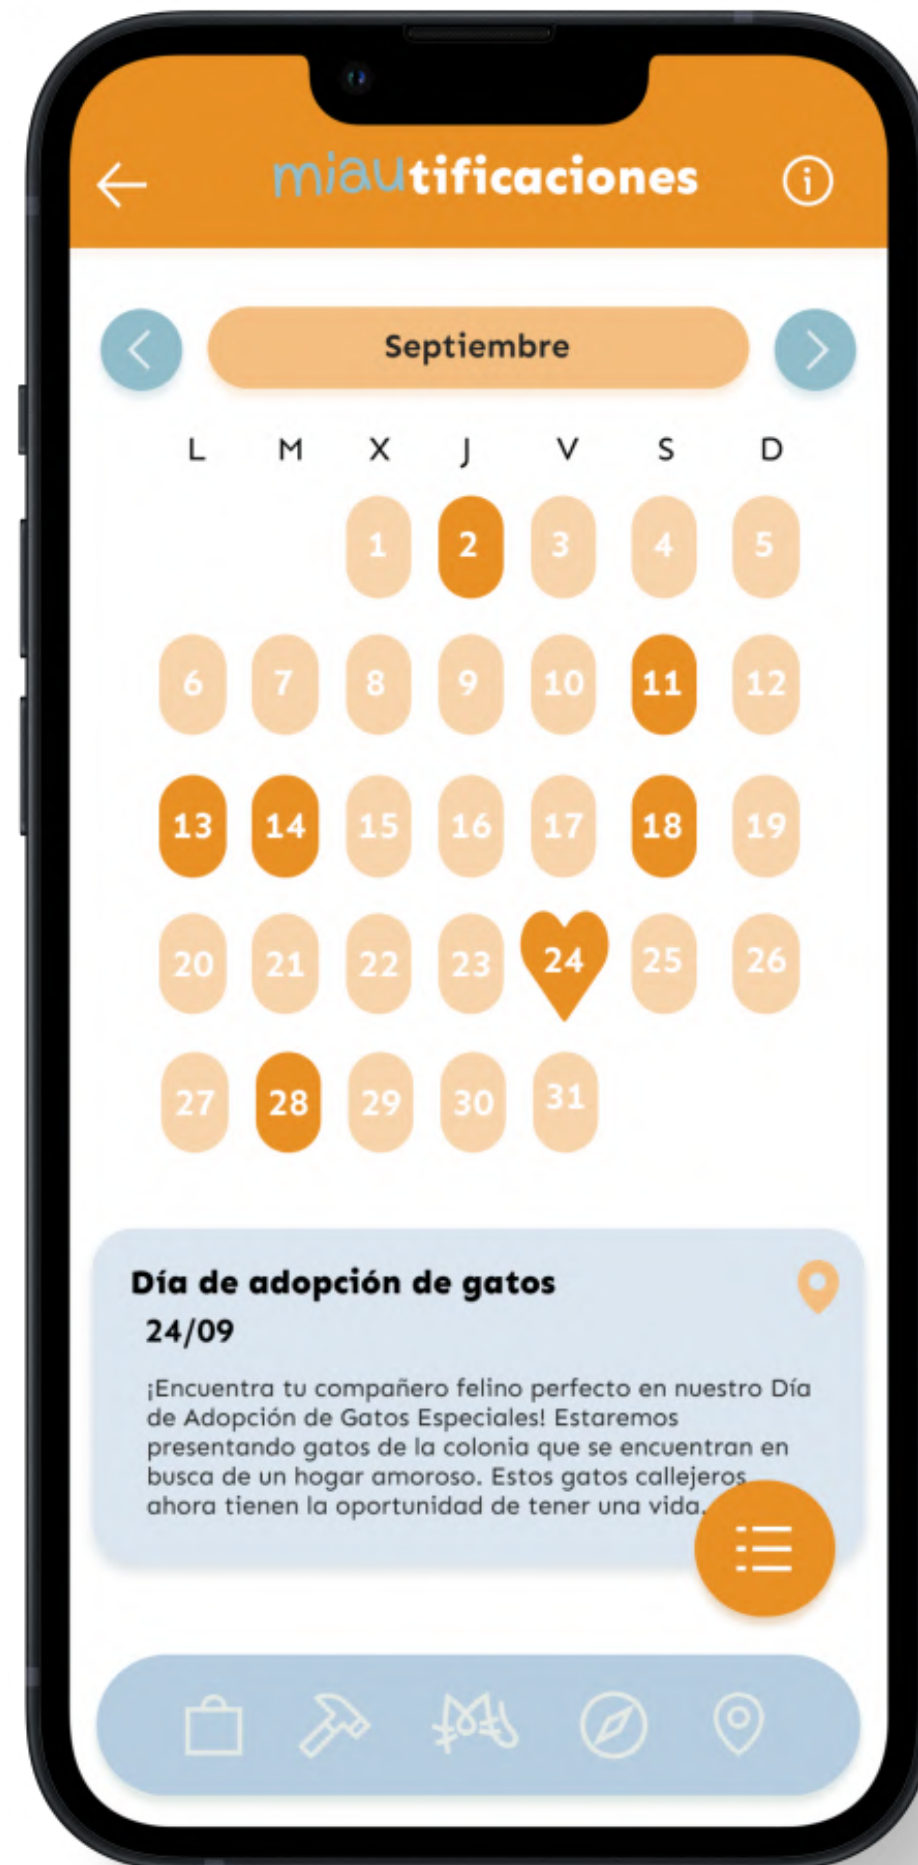 miautificaciones
Septiembre
L M X J V S D
1 2 3 4 5
6 7 8 9 10 11 12
13 14 15 16 17 18 19
20 21 22 23 24 25 26
27 28 29 30 31
Día de adopción de gatos
24/09
¡Encuentra tu compañero felino perfecto en nuestro Día
de Adopción de Gatos Especiales! Estaremos
presentando gatos de la colonia que se encuentran en
busca de un hogar amoroso. Estos gatos callejeros
ahora tienen la oportunidad de tener una vida.